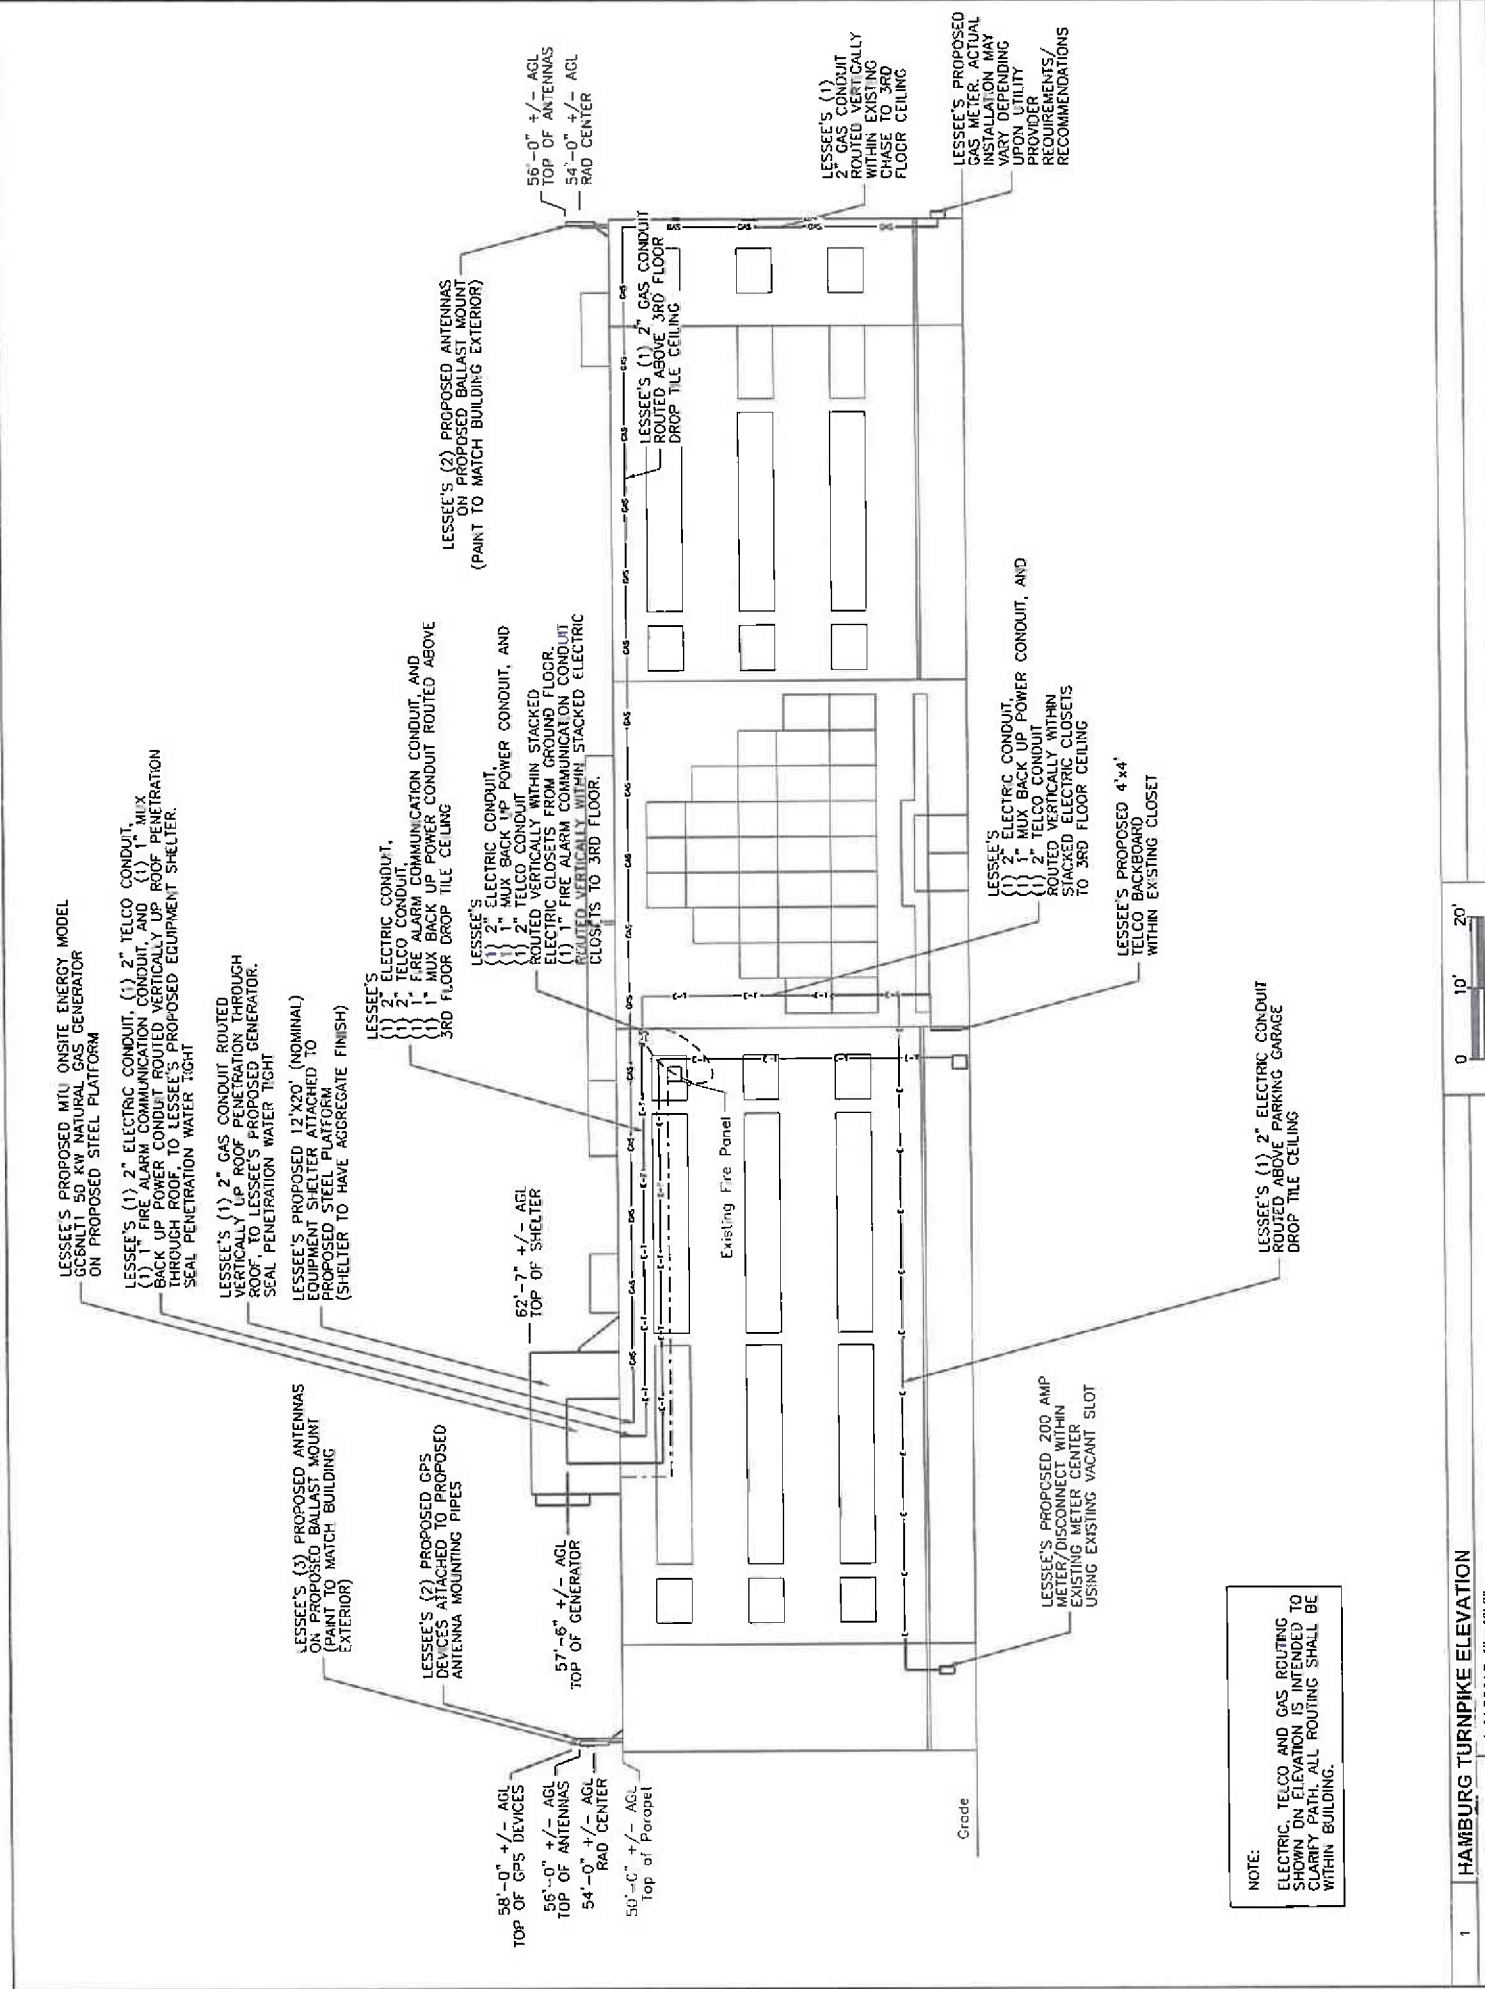 LESSEE'S PROPOSED MTU ONSITE ENERGY MODEL
GC6NLT1 50 KW NATURAL GAS GENERATOR
ON PROPOSED STEEL PLATFORM
LESSEE'S (1) 2" ELECTRIC CONDUIT, (1) 2" TELCO CONDUIT,
(1) 1" FIRE ALARM COMMUNICATION CONDUIT, AND (1) 1" MUX
BACK UP POWER CONDUIT ROUTED VERTICALLY UP ROOF PENETRATION
THROUGH ROOF, TO LESSEE'S PROPOSED EQUIPMENT SHELTER.
SEAL PENETRATION WATER TIGHT
LESSEE'S (1) 2" GAS CONDUIT ROUTED
VERTICALLY UP ROOF PENETRATION THROUGH
ROOF, TO LESSEE'S PROPOSED GENERATOR.
SEAL PENETRATION WATER TIGHT
LESSEE'S PROPOSED 12'X20' (NOMINAL)
EQUIPMENT SHELTER ATTACHED TO
PROPOSED STEEL PLATFORM
(SHELTER TO HAVE AGGREGATE FINISH)
LESSEE'S (3) PROPOSED ANTENNAS
ON PROPOSED BALLAST MOUNT
(PAINT TO MATCH BUILDING
EXTERIOR)
LESSEE'S (2) PROPOSED GPS
DEVICES ATTACHED TO PROPOSED
ANTENNA MOUNTING PIPES
58'-0" +/- AGL
TOP OF GPS DEVICES
56'-0" +/- AGL
TOP OF ANTENNAS
54'-0" +/- AGL
RAD CENTER
50'-0" +/- AGL
Top of Parapet
57'-6" +/- AGL
TOP OF GENERATOR
62'-7" +/- AGL
TOP OF SHELTER
LESSEE'S
(1) 2" ELECTRIC CONDUIT,
(1) 2" TELCO CONDUIT,
(1) 1" FIRE ALARM COMMUNICATION CONDUIT, AND
(1) 1" MUX BACK UP POWER CONDUIT ROUTED ABOVE
3RD FLOOR DROP TILE CEILING
LESSEE'S
(1) 2" ELECTRIC CONDUIT,
(1) 1" MUX BACK UP POWER CONDUIT, AND
(1) 2" TELCO CONDUIT
ROUTED VERTICALLY WITHIN STACKED
ELECTRIC CLOSETS FROM GROUND FLOOR.
(1) 1" FIRE ALARM COMMUNICATION CONDUIT
ROUTED VERTICALLY WITHIN STACKED ELECTRIC
CLOSETS TO 3RD FLOOR.
LESSEE'S (2) PROPOSED ANTENNAS
ON PROPOSED BALLAST MOUNT
(PAINT TO MATCH BUILDING EXTERIOR)
56'-0" +/- AGL
TOP OF ANTENNAS
54'-0" +/- AGL
RAD CENTER
LESSEE'S (1) 2" GAS CONDUIT
ROUTED ABOVE 3RD FLOOR
DROP TILE CEILING
LESSEE'S (1)
2" GAS CONDUIT
ROUTED VERTICALLY
WITHIN EXISTING
CHASE TO 3RD
FLOOR CEILING
LESSEE'S PROPOSED
GAS METER. ACTUAL
INSTALLATION MAY
VARY DEPENDING
UPON UTILITY
PROVIDER
REQUIREMENTS/
RECOMMENDATIONS
Existing Fire Panel
LESSEE'S
(1) 2" ELECTRIC CONDUIT,
(1) 1" MUX BACK UP POWER CONDUIT, AND
(1) 2" TELCO CONDUIT
ROUTED VERTICALLY WITHIN
STACKED ELECTRIC CLOSETS
TO 3RD FLOOR CEILING
LESSEE'S PROPOSED 4'x4'
TELCO BACKBOARD
WITHIN EXISTING CLOSET
LESSEE'S (1) 2" ELECTRIC CONDUIT
ROUTED ABOVE PARKING GARAGE
DROP TILE CEILING
LESSEE'S PROPOSED 200 AMP
METER/DISCONNECT WITHIN
EXISTING METER CENTER
USING EXISTING VACANT SLOT
Grade
NOTE:
ELECTRIC, TELCO AND GAS ROUTING
SHOWN ON ELEVATION IS INTENDED TO
CLARIFY PATH. ALL ROUTING SHALL BE
WITHIN BUILDING.
1 HAMBURG TURNPIKE ELEVATION
0 10' 20'